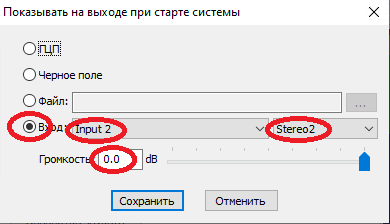 Показывать на выходе при старте системы
ГЦП
Черное поле
Файл: ...
Вход: Input 2 Stereo2
Громкость 0.0 dB
Сохранить Отменить